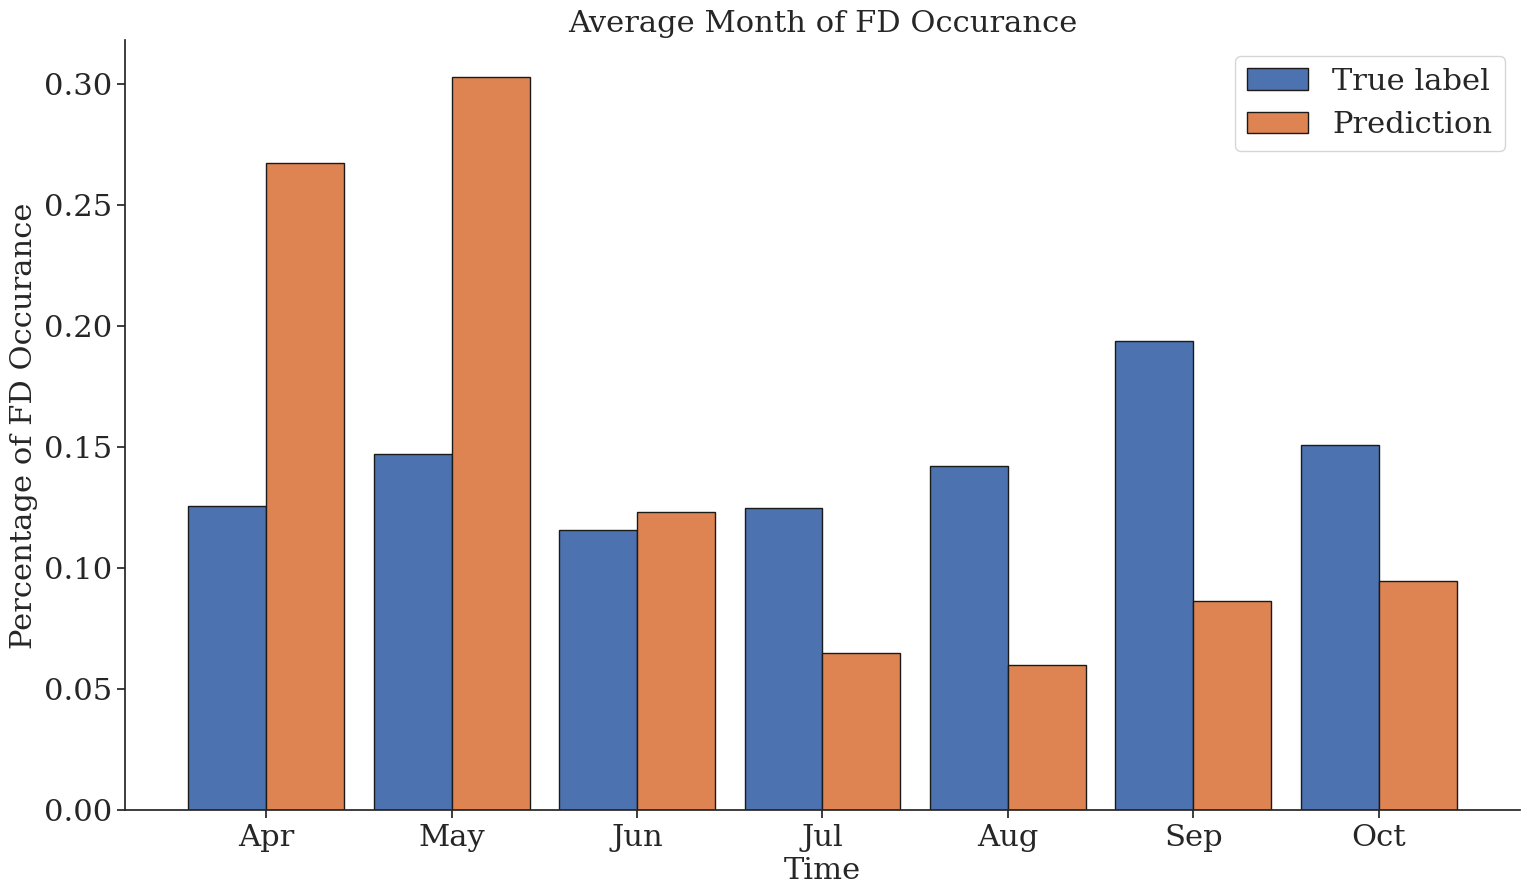 Average Month of FD Occurance
True label
Prediction
Percentage of FD Occurance
0.30
0.25
0.20
0.15
0.10
0.05
0.00
Apr May Jun Jul Aug Sep Oct
Time